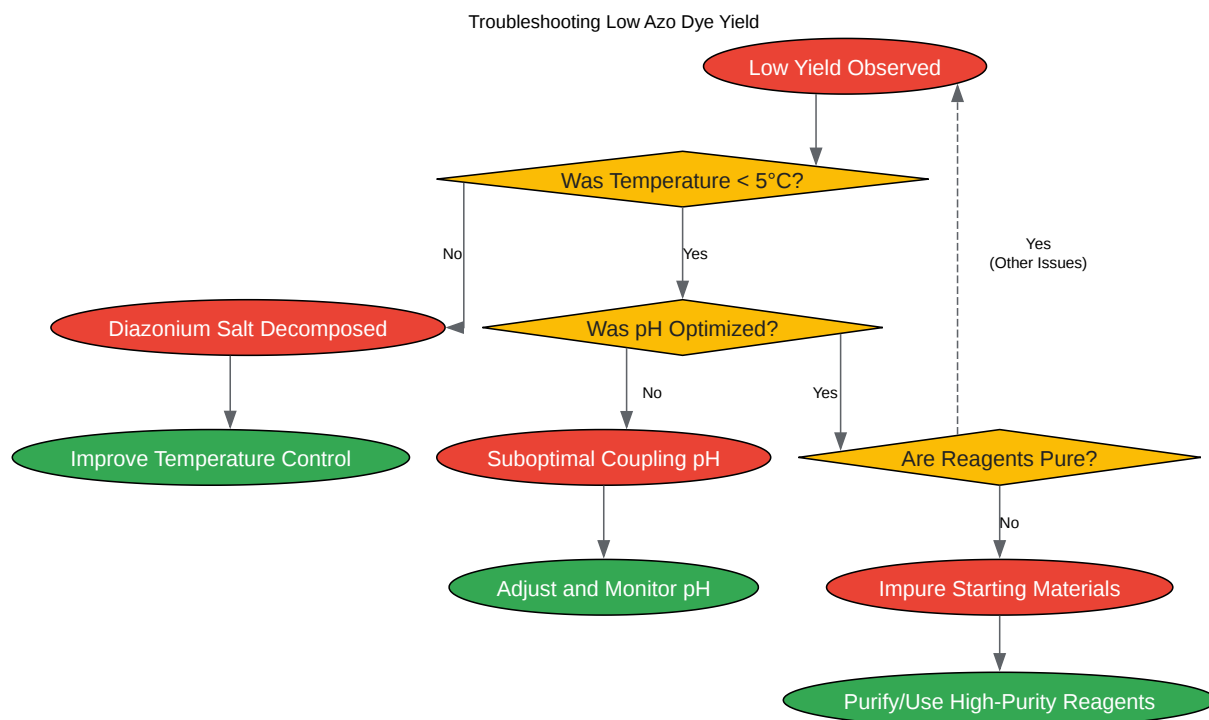 Troubleshooting Low Azo Dye Yield
Low Yield Observed
Was Temperature < 5°C?
No
Yes
Yes
(Other Issues)
Diazonium Salt Decomposed
Was pH Optimized?
No
Yes
Improve Temperature Control
Suboptimal Coupling pH
Are Reagents Pure?
No
Adjust and Monitor pH
Impure Starting Materials
Purify/Use High-Purity Reagents